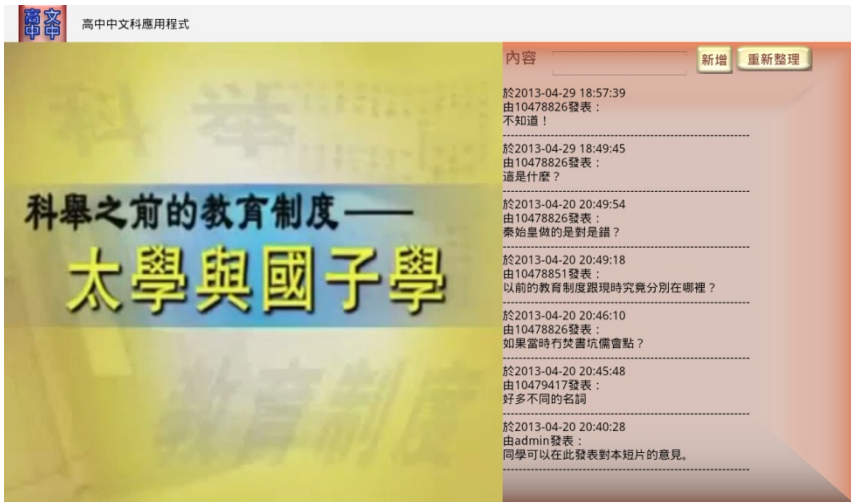 高文
中中
高中中文科應用程式
科舉
科舉之前的教育制度——
太學與國子學
教育制度
內容
新增
重新整理
於2013-04-29 18:57:39
由10478826發表：
不知道！
於2013-04-29 18:49:45
由10478826發表：
這是什麼？
於2013-04-20 20:49:54
由10478826發表：
秦始皇做的是對是錯？
於2013-04-20 20:49:18
由10478851發表：
以前的教育制度跟現時究竟分別在哪裡？
於2013-04-20 20:46:10
由10478826發表：
如果當時冇焚書坑儒會點？
於2013-04-20 20:45:48
由10479417發表：
好多不同的名詞
於2013-04-20 20:40:28
由admin發表：
同學可以在此發表對本短片的意見。